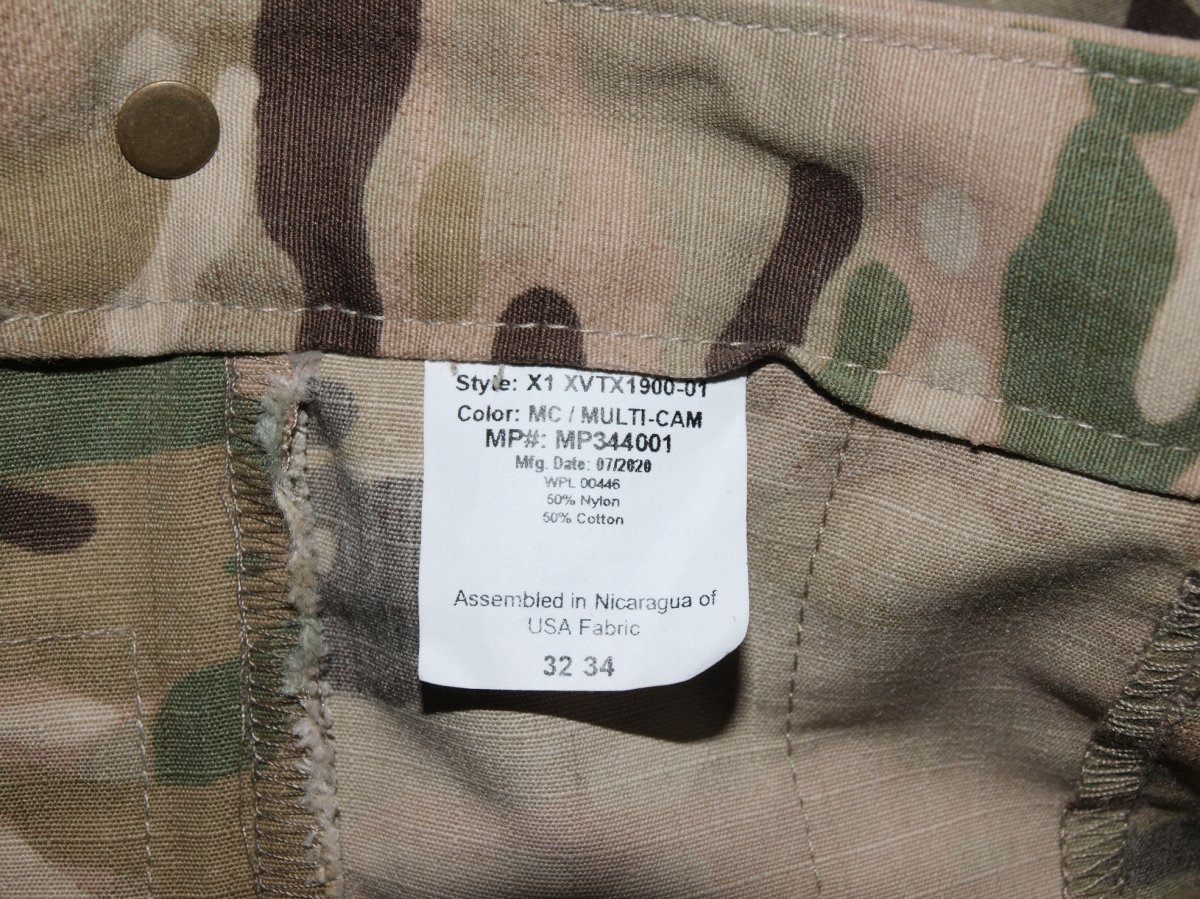 Style: X1 XVTX1900-01
Color: MC / MULTI-CAM
MP#: MP344001
Mfg. Date: 07/2020
WPL 00446
50% Nylon
50% Cotton
Assembled in Nicaragua of
USA Fabric
32 34